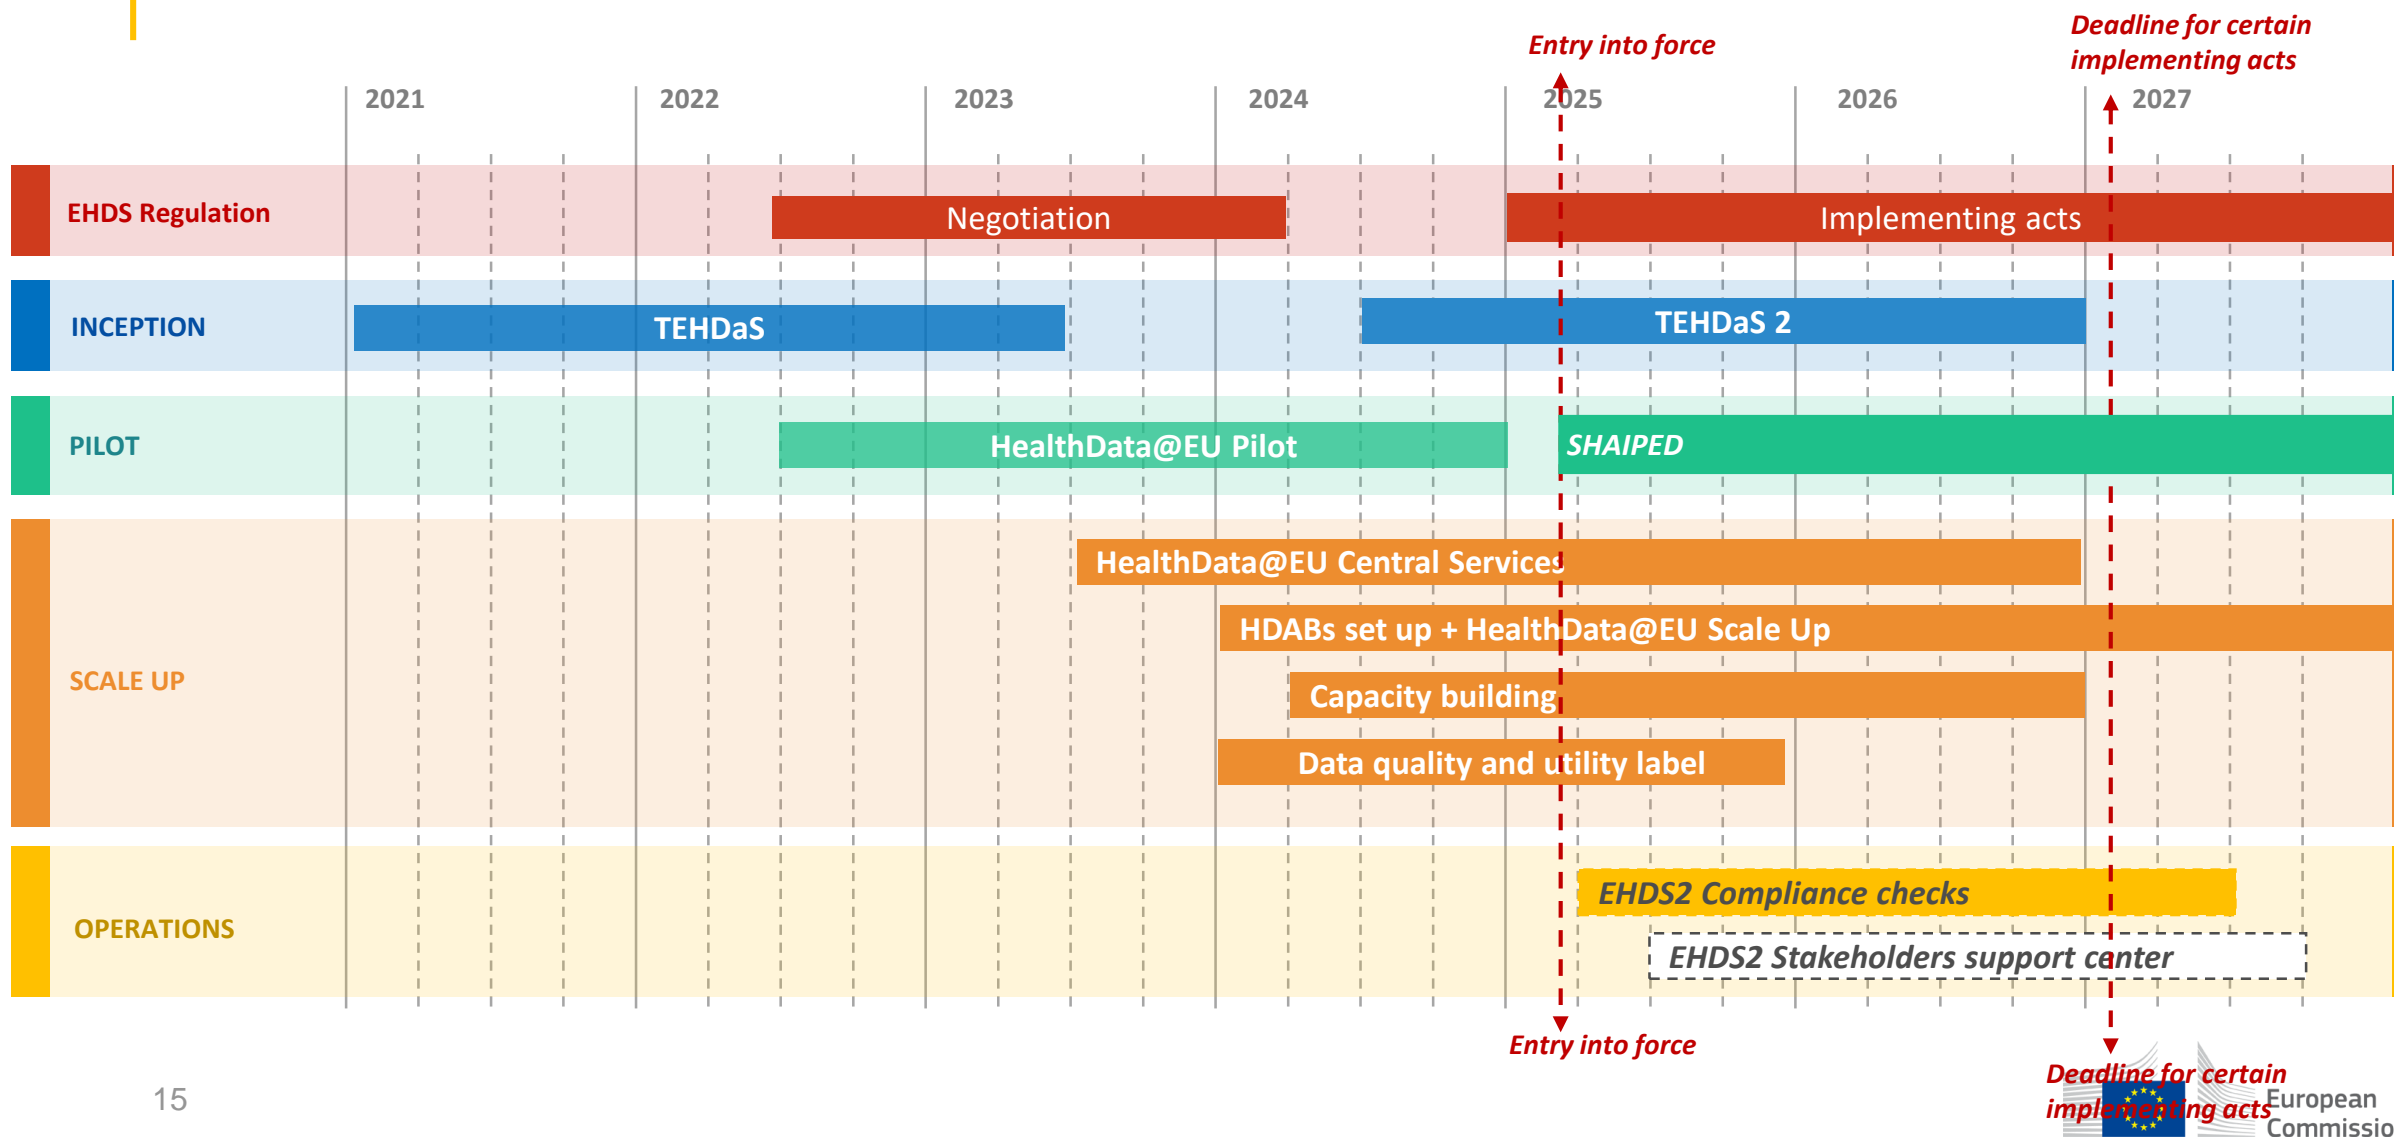 Entry into force
Deadline for certain
implementing acts
2021
2022
2023
2024
2025
2026
2027
EHDS Regulation
Negotiation
Implementing acts
INCEPTION
TEHDaS
TEHDaS 2
PILOT
HealthData@EU Pilot
SHAIPED
SCALE UP
HealthData@EU Central Services
HDABs set up + HealthData@EU Scale Up
Capacity building
Data quality and utility label
OPERATIONS
EHDS2 Compliance checks
EHDS2 Stakeholders support center
Entry into force
Deadline for certain
implementing acts
European
Commissio
15